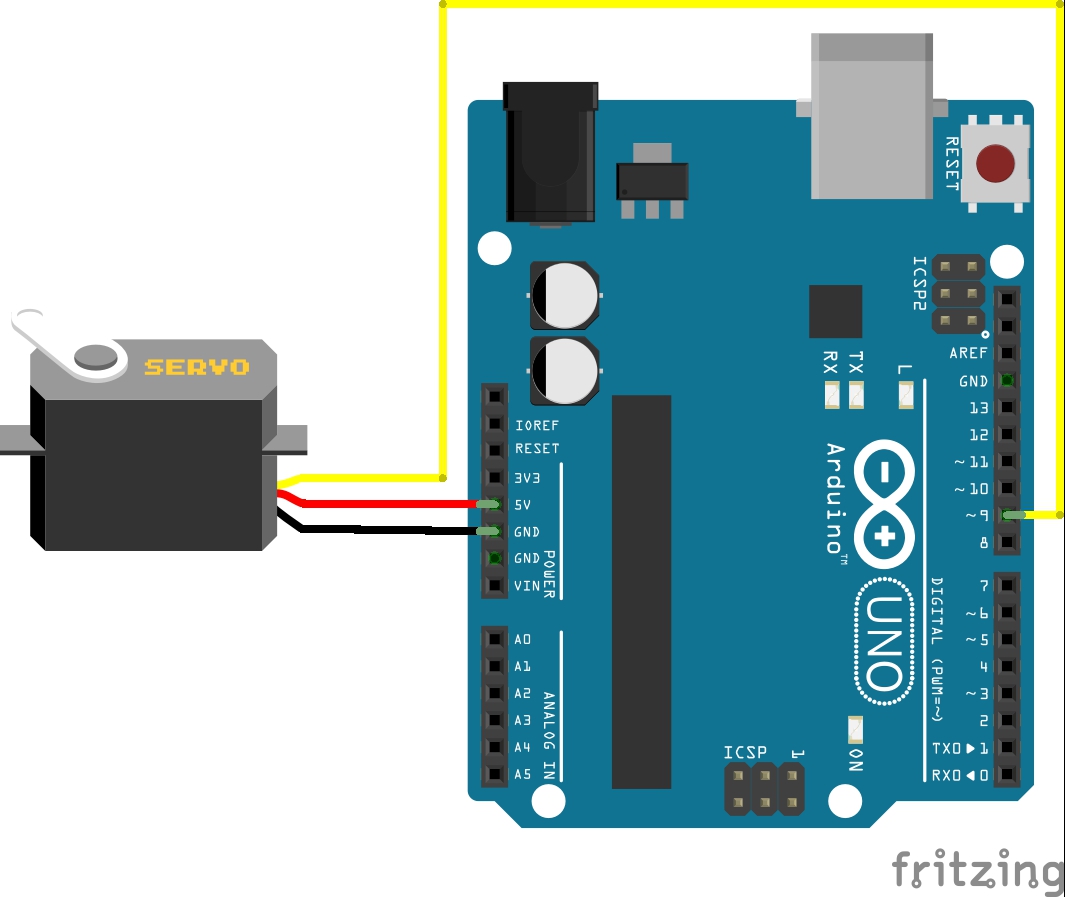 RESET
ICSP2
SERVO
RX
TX
L
AREF
GND
13
12
~11
~10
~9
8
IOREF
RESET
3V3
5V
GND
GND
VIN
POWER
Arduino™
UNO
DIGITAL (PWM=~)
7
~6
~5
4
~3
2
TX0▶1
RX0◀0
A0
A1
A2
A3
A4
A5
ANALOG IN
ICSP
1
ON
fritzing